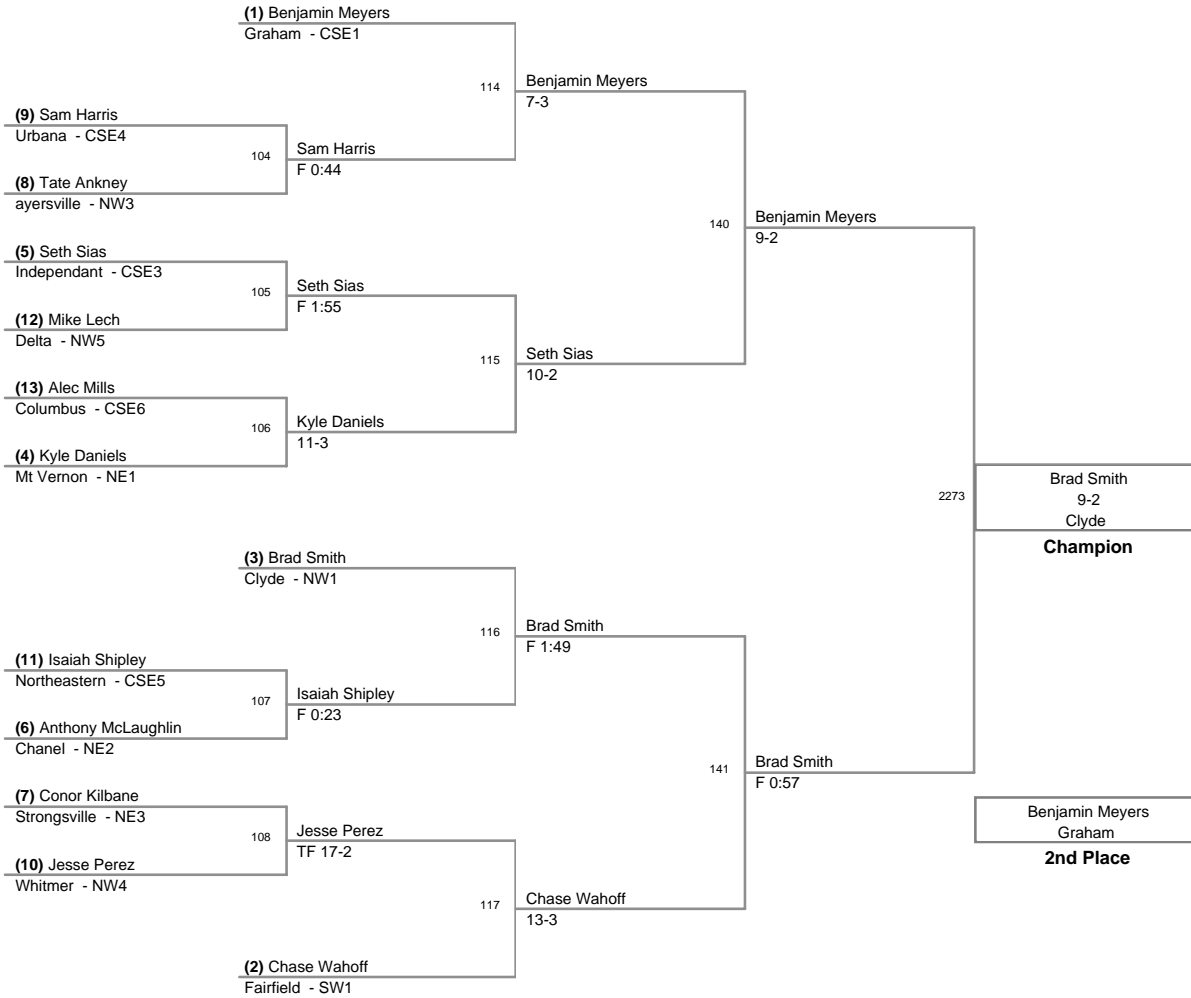 (1) Benjamin Meyers
Graham - CSE1
114
Benjamin Meyers
7-3
(9) Sam Harris
Urbana - CSE4
104
Sam Harris
F 0:44
(8) Tate Ankney
ayersville - NW3
140
Benjamin Meyers
9-2
(5) Seth Sias
Independant - CSE3
105
Seth Sias
F 1:55
(12) Mike Lech
Delta - NW5
115
Seth Sias
10-2
(13) Alec Mills
Columbus - CSE6
106
Kyle Daniels
11-3
(4) Kyle Daniels
Mt Vernon - NE1
2273
Brad Smith
9-2
Clyde
Champion
(3) Brad Smith
Clyde - NW1
116
Brad Smith
F 1:49
(11) Isaiah Shipley
Northeastern - CSE5
107
Isaiah Shipley
F 0:23
(6) Anthony McLaughlin
Chanel - NE2
141
Brad Smith
F 0:57
(7) Conor Kilbane
Strongsville - NE3
108
Jesse Perez
TF 17-2
(10) Jesse Perez
Whitmer - NW4
Benjamin Meyers
Graham
2nd Place
117
Chase Wahoff
13-3
(2) Chase Wahoff
Fairfield - SW1